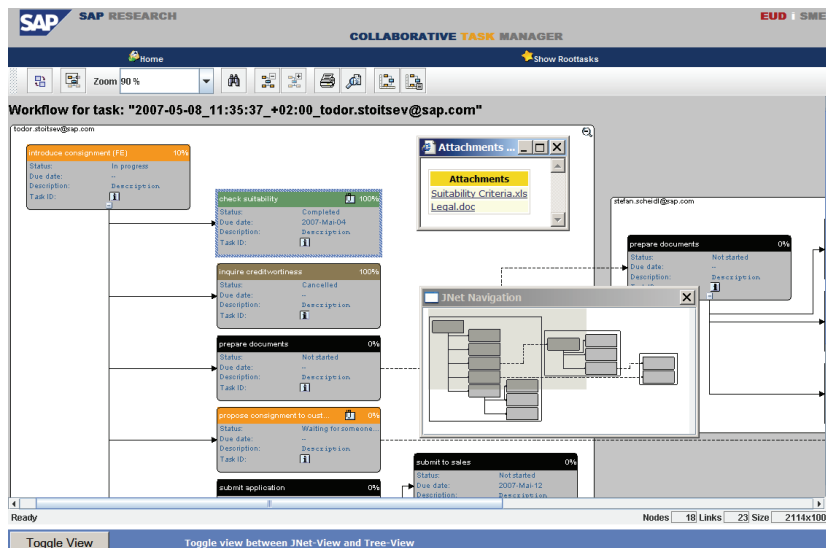 SAP
SAP RESEARCH
EUD i SME
COLLABORATIVE TASK MANAGER
Home
Show Roottasks
Zoom 90 %
Workflow for task: "2007-05-08_11:35:37_+02:00_todor.stoitsev@sap.com"
todor.stoitsev@sap.com
introduce consignment (FE) 10%
Status: In progress
Due date: --
Description: Description
Task ID:
check suitability 100%
Status: Completed
Due date: 2007-Mai-04
Description: Description
Task ID:
inquire creditworliness 100%
Status: Cancelled
Due date: --
Description: Description
Task ID:
prepare documents 0%
Status: Not started
Due date: --
Description: Description
Task ID:
propose consignment to cust... 0%
Status: Waiting for someone...
Due date: --
Description: Description
Task ID:
submit application 0%
submit to sales 0%
Status: Not started
Due date: 2007-Mai-12
Description: Description
Attachments ...
Attachments
Suitability Criteria.xls
Legal.doc
stefan.scheidl@sap.com
prepare documents 0%
Status: Not started
Due date: --
Description: Description
JNet Navigation
Ready
Nodes 18 Links 23 Size 2114x100
Toggle View
Toggle view between JNet-View and Tree-View